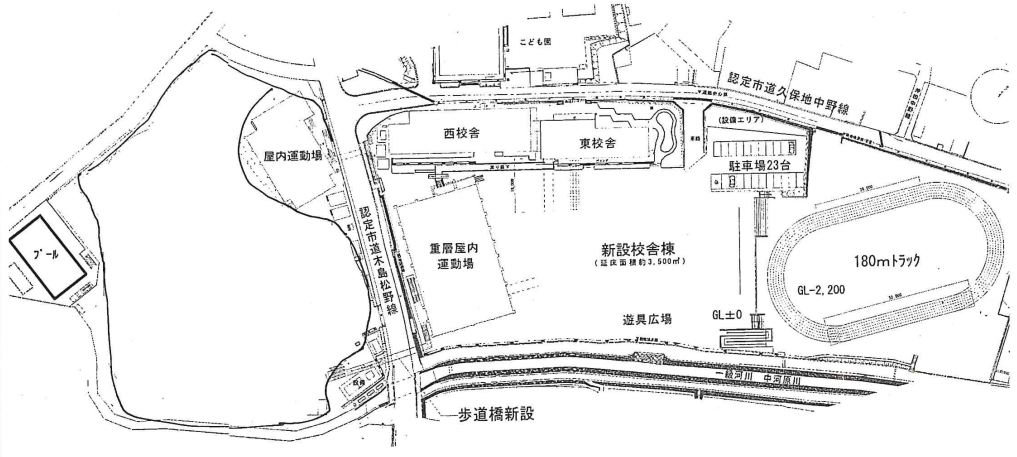 こども園
認定市道久保地中野線
西校舎
東校舎
(設備エリア)
駐車場23台
屋内運動場
認定市道木島松野線
プール
重層屋内
運動場
新設校舎棟
(延床面積約3,500㎡)
180mトラック
GL-2,200
遊具広場
GL±0
一級河川 中河原川
歩道橋新設